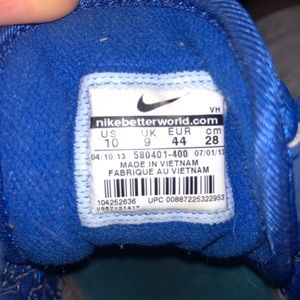 VH
nikebetterworld.com
US UK EUR cm
10 9 44 28
04/10/13 580401-400 07/01/13
MADE IN VIETNAM
FABRIQUE AU VIETNAM
104252636 UPC 00887225322953